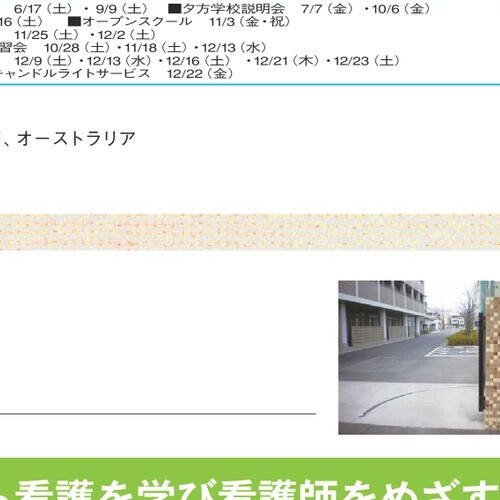 6/17（土）・ 9/9（土） ■夕方学校説明会 7/7（金）・10/6（金）
16（土） ■オープンスクール 11/3（金・祝）
11/25（土）・12/2（土）
習会 10/28（土）・11/18（土）・12/13（水）
12/9（土）・12/13（水）・12/16（土） ・12/21（木）・12/23（土）
キャンドルライトサービス 12/22（金）
、オーストラリア
看護を学び看護師をめざす